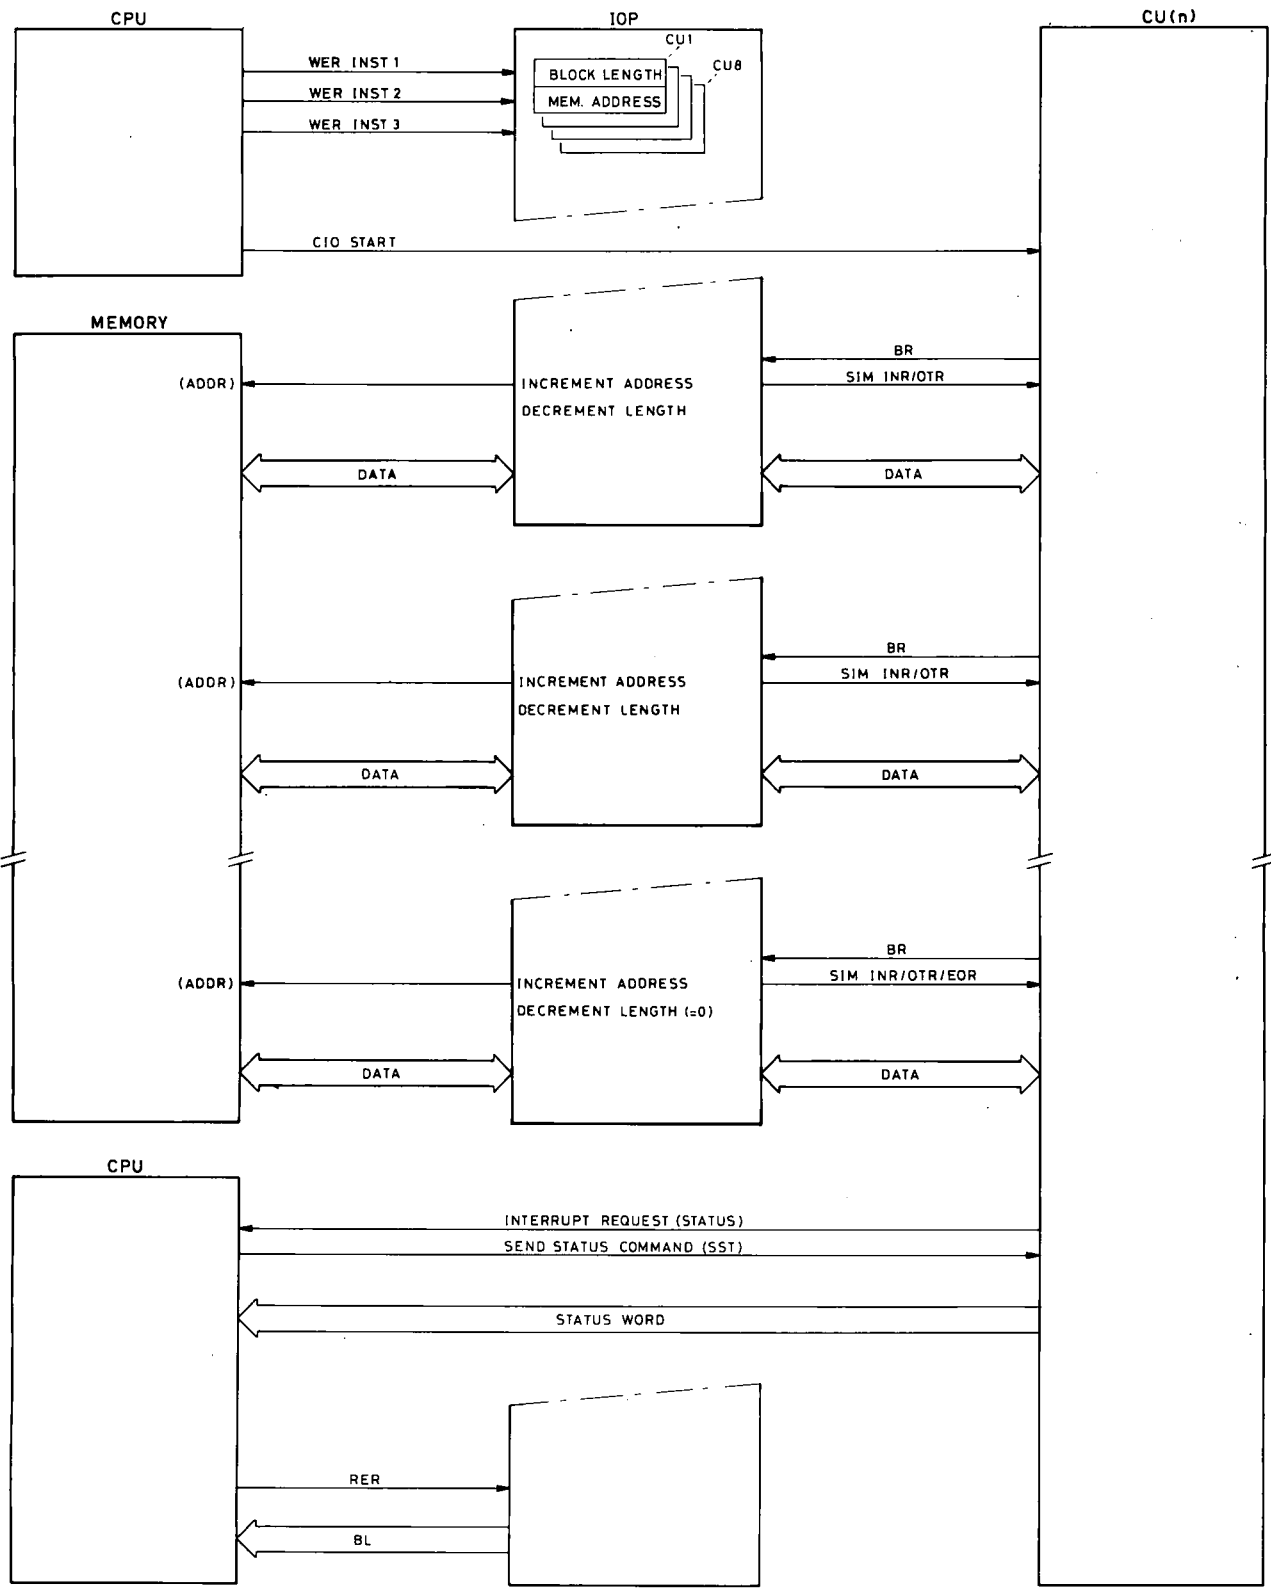 CPU
IOP
CU(n)
CU1
WER INST 1
BLOCK LENGTH
CU8
WER INST 2
MEM. ADDRESS
WER INST 3
CIO START
MEMORY
BR
(ADDR)
INCREMENT ADDRESS
SIM INR/OTR
DECREMENT LENGTH
DATA
DATA
BR
(ADDR)
INCREMENT ADDRESS
SIM INR/OTR
DECREMENT LENGTH
DATA
DATA
BR
(ADDR)
INCREMENT ADDRESS
SIM INR/OTR/EOR
DECREMENT LENGTH (=0)
DATA
DATA
CPU
INTERRUPT REQUEST (STATUS)
SEND STATUS COMMAND (SST)
STATUS WORD
RER
BL